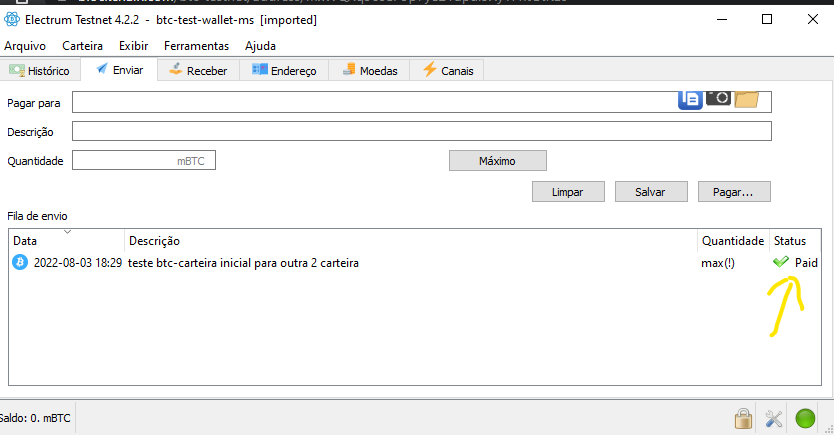 Electrum Testnet 4.2.2 - btc-test-wallet-ms [imported]
Arquivo Carteira Exibir Ferramentas Ajuda
Histórico Enviar Receber Endereço Moedas Canais
Pagar para
Descrição
Quantidade mBTC Máximo
Limpar Salvar Pagar...
Fila de envio
Data Descrição Quantidade Status
2022-08-03 18:29 teste btc-carteira inicial para outra 2 carteira max(!) Paid
Saldo: 0. mBTC